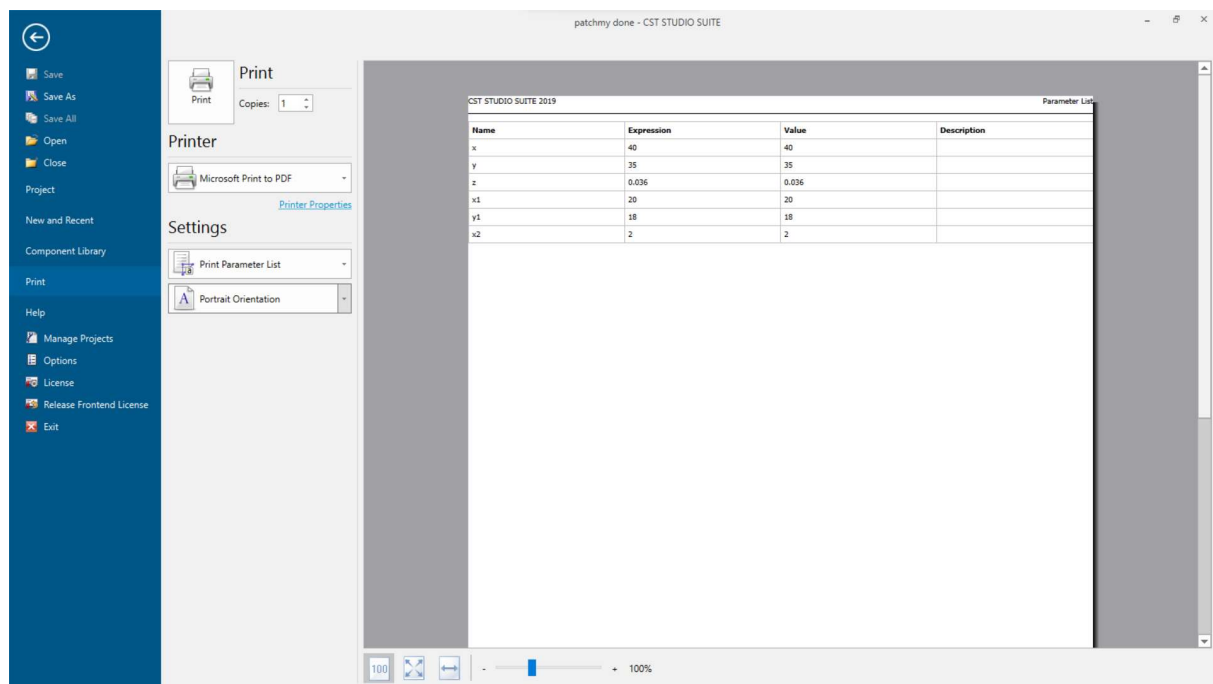 patchmy done - CST STUDIO SUITE
Save
Save As
Save All
Open
Close
Project
New and Recent
Component Library
Print
Help
Manage Projects
Options
License
Release Frontend License
Exit
Print
Print
Copies: 1
Printer
Microsoft Print to PDF
Printer Properties
Settings
Print Parameter List
Portrait Orientation
CST STUDIO SUITE 2019 Parameter List
Name Expression Value Description
x 40 40
y 35 35
z 0.036 0.036
x1 20 20
y1 18 18
x2 2 2
100 - + 100%